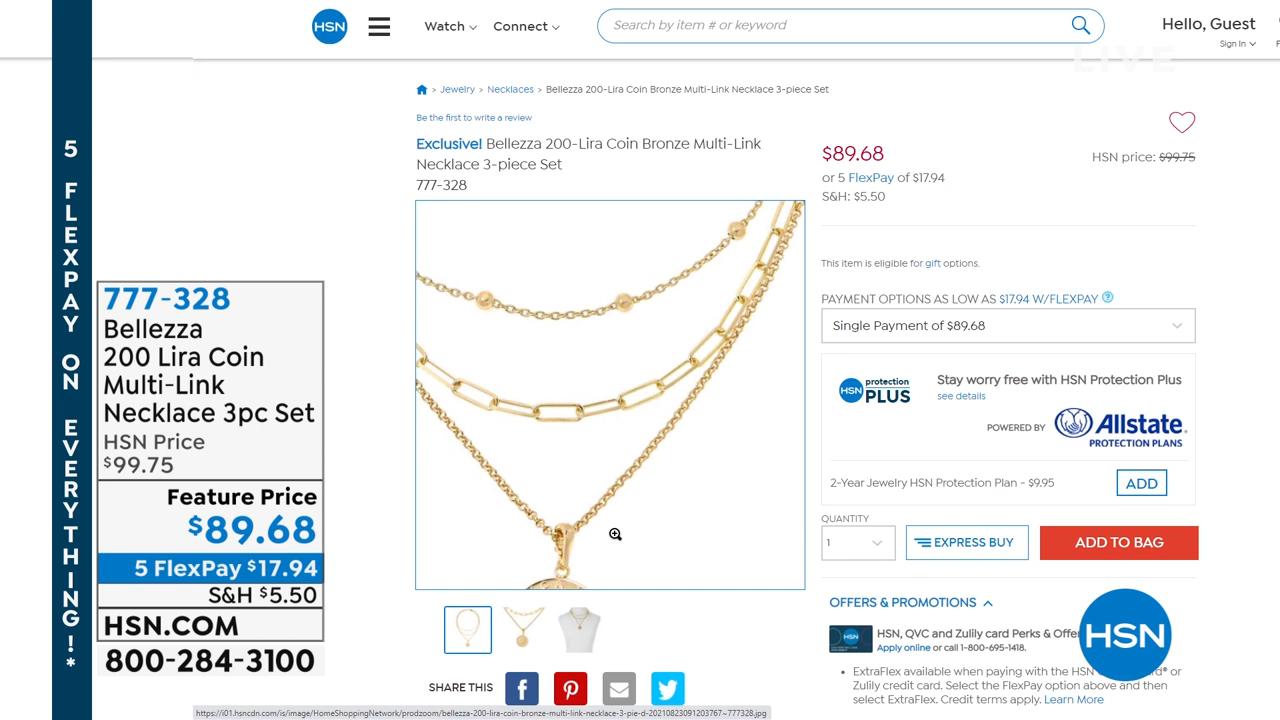 HSN
Watch
Connect
Search by item # or keyword
Hello, Guest
Sign In
LIVE
> Jewelry > Necklaces > Bellezza 200-Lira Coin Bronze Multi-Link Necklace 3-piece Set
Be the first to write a review
Exclusive! Bellezza 200-Lira Coin Bronze Multi-Link
Necklace 3-piece Set
777-328
$89.68
HSN price: $99.75
or 5 FlexPay of $17.94
S&H: $5.50
This item is eligible for gift options.
PAYMENT OPTIONS AS LOW AS $17.94 W/FLEXPAY ?
Single Payment of $89.68
HSN protection PLUS
Stay worry free with HSN Protection Plus
see details
POWERED BY Allstate.
PROTECTION PLANS
2-Year Jewelry HSN Protection Plan - $9.95
ADD
QUANTITY
1
EXPRESS BUY
ADD TO BAG
OFFERS & PROMOTIONS
HSN
HSN, QVC and Zulily card Perks & Offe
Apply online or call 1-800-695-1418.
HSN
• ExtraFlex available when paying with the HSN rd® or
Zulily credit card. Select the FlexPay option above and then
select ExtraFlex. Credit terms apply. Learn More
SHARE THIS
https://i01.hsncdn.com/is/image/HomeShoppingNetwork/prodzoom/bellezza-200-lira-coin-bronze-multi-link-necklace-3-pie-d-20210823091203767~777328.jpg
5 FLEXPAY ON EVERYTHING!*
777-328
Bellezza
200 Lira Coin
Multi-Link
Necklace 3pc Set
HSN Price
$99.75
Feature Price
$89.68
5 FlexPay $17.94
S&H $5.50
HSN.COM
800-284-3100